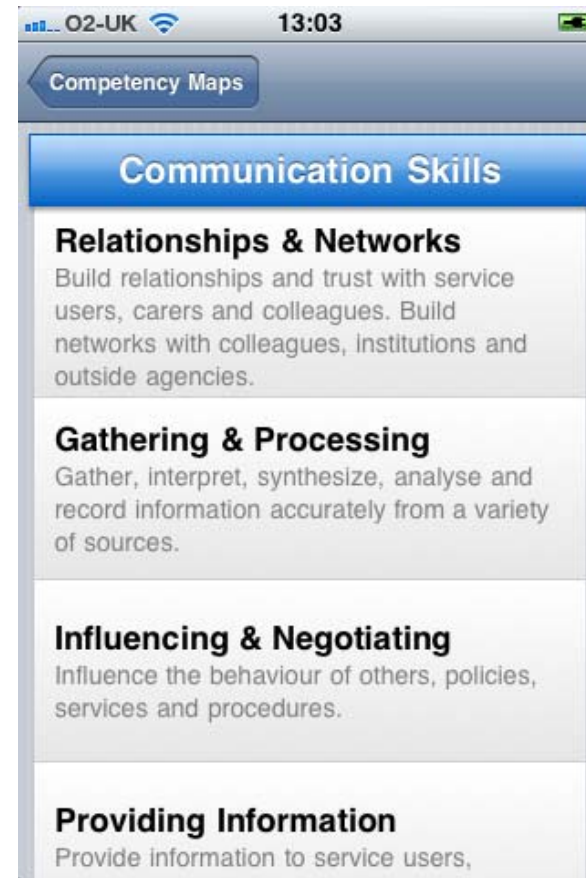 O2-UK 13:03
Competency Maps
Communication Skills
Relationships & Networks
Build relationships and trust with service
users, carers and colleagues. Build
networks with colleagues, institutions and
outside agencies.
Gathering & Processing
Gather, interpret, synthesize, analyse and
record information accurately from a variety
of sources.
Influencing & Negotiating
Influence the behaviour of others, policies,
services and procedures.
Providing Information
Provide information to service users,